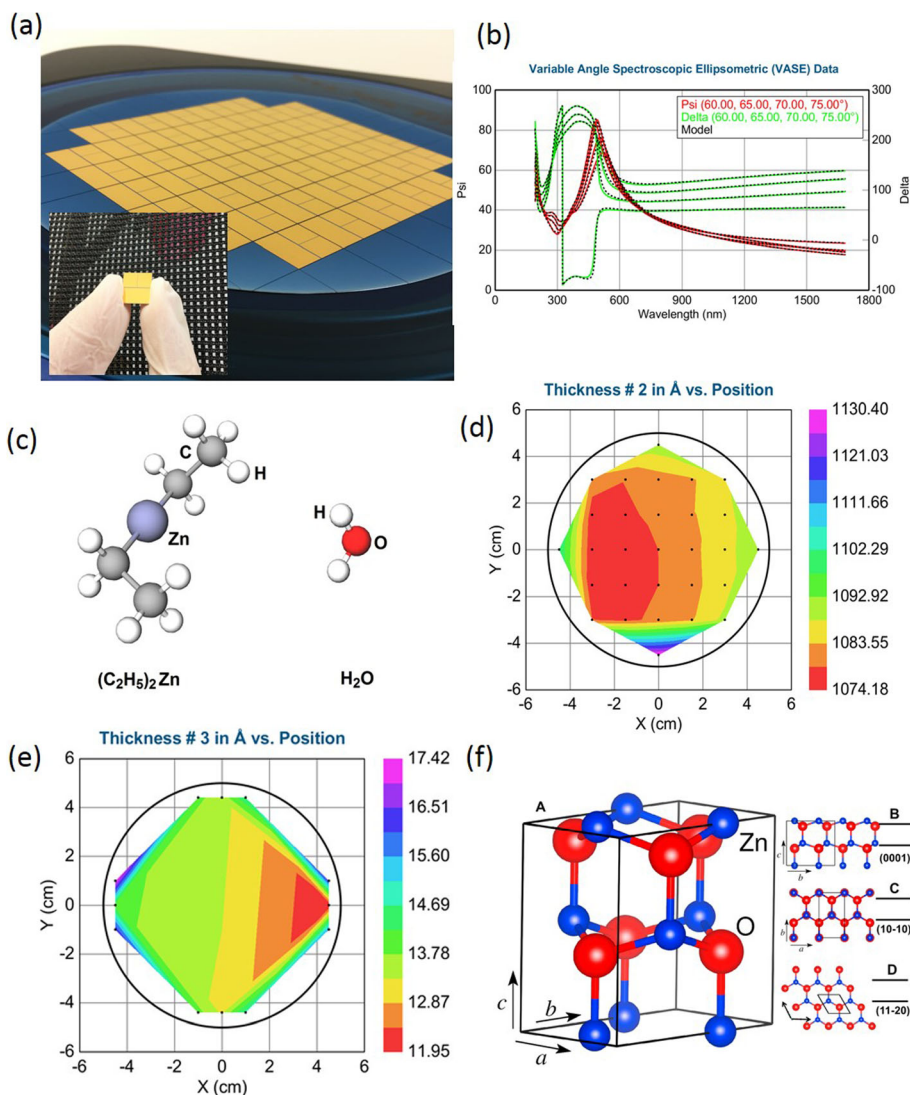 (a)
(b)
Variable Angle Spectroscopic Ellipsometric (VASE) Data
Psi (60.00, 65.00, 70.00, 75.00°)
Delta (60.00, 65.00, 70.00, 75.00°)
Model
100
80
60
40
20
0
Psi
300
200
100
0
-100
Delta
0
300
600
900
1200
1500
1800
Wavelength (nm)
(c)
C
H
Zn
H
O
(C2H5)2Zn
H2O
(d)
Thickness # 2 in Å vs. Position
6
4
2
0
-2
-4
-6
Y (cm)
-6
-4
-2
0
2
4
6
X (cm)
1130.40
1121.03
1111.66
1102.29
1092.92
1083.55
1074.18
(e)
Thickness # 3 in Å vs. Position
6
4
2
0
-2
-4
-6
Y (cm)
-6
-4
-2
0
2
4
6
X (cm)
17.42
16.51
15.60
14.69
13.78
12.87
11.95
(f)
A
Zn
O
c
b
a
B
(0001)
c
b
C
(10-10)
b
a
D
(11-20)